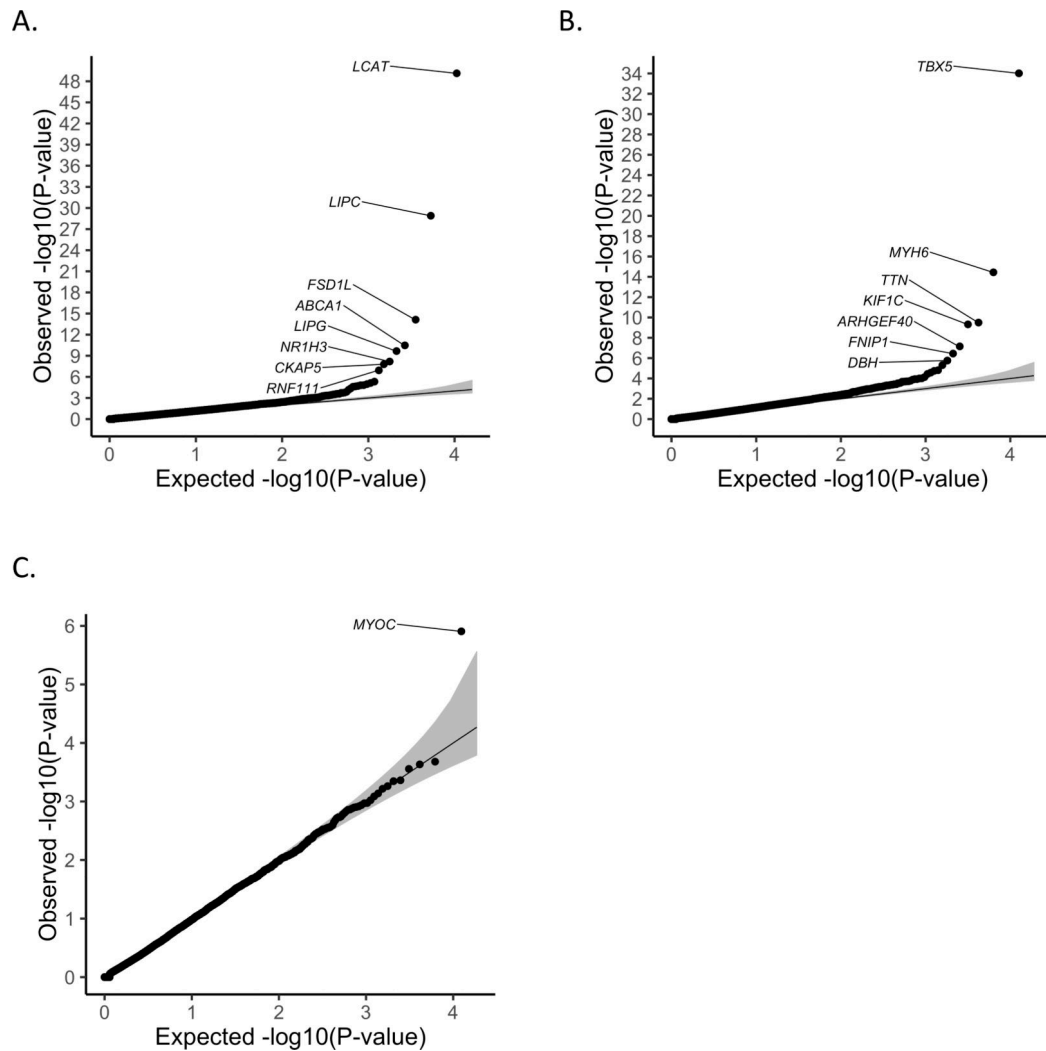 A.
Observed -log10(P-value)
48
45
42
39
36
33
30
27
24
21
18
15
12
9
6
3
0
LCAT
LIPC
FSD1L
ABCA1
LIPG
NR1H3
CKAP5
RNF111
0 1 2 3 4
Expected -log10(P-value)
B.
Observed -log10(P-value)
34
32
30
28
26
24
22
20
18
16
14
12
10
8
6
4
2
0
TBX5
MYH6
TTN
KIF1C
ARHGEF40
FNIP1
DBH
0 1 2 3 4
Expected -log10(P-value)
C.
Observed -log10(P-value)
6
5
4
3
2
1
0
MYOC
0 1 2 3 4
Expected -log10(P-value)